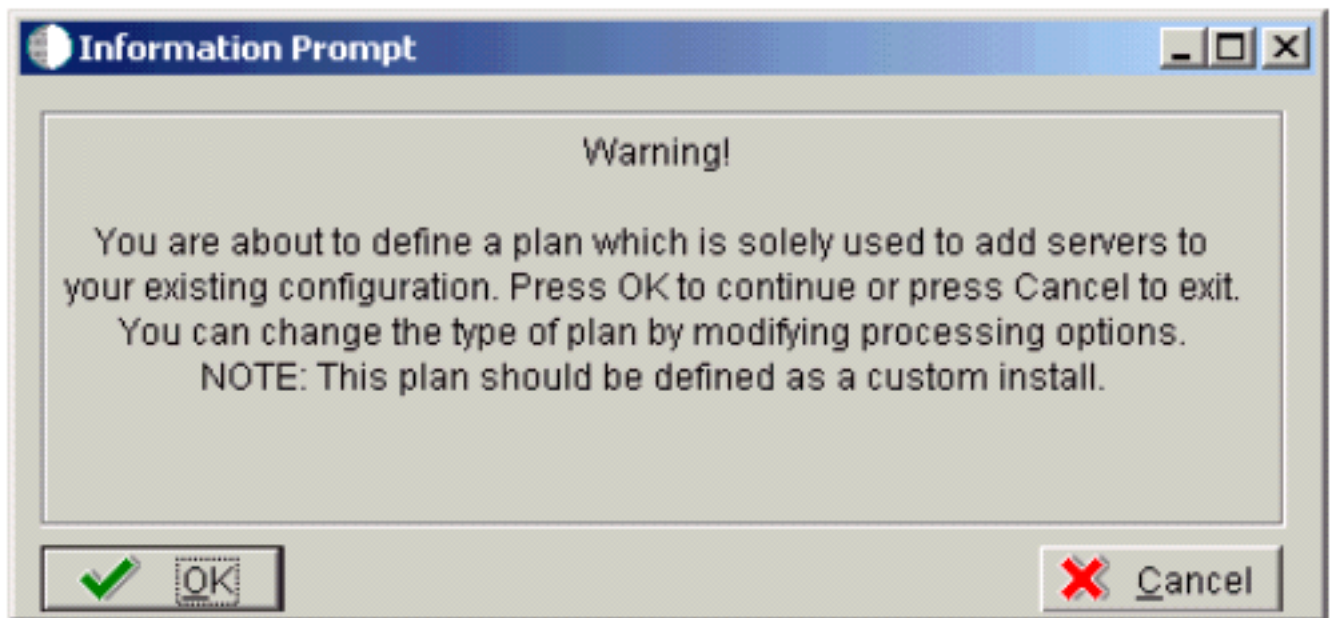 Information Prompt
Warning!
You are about to define a plan which is solely used to add servers to
your existing configuration. Press OK to continue or press Cancel to exit.
You can change the type of plan by modifying processing options.
NOTE: This plan should be defined as a custom install.
OK
Cancel